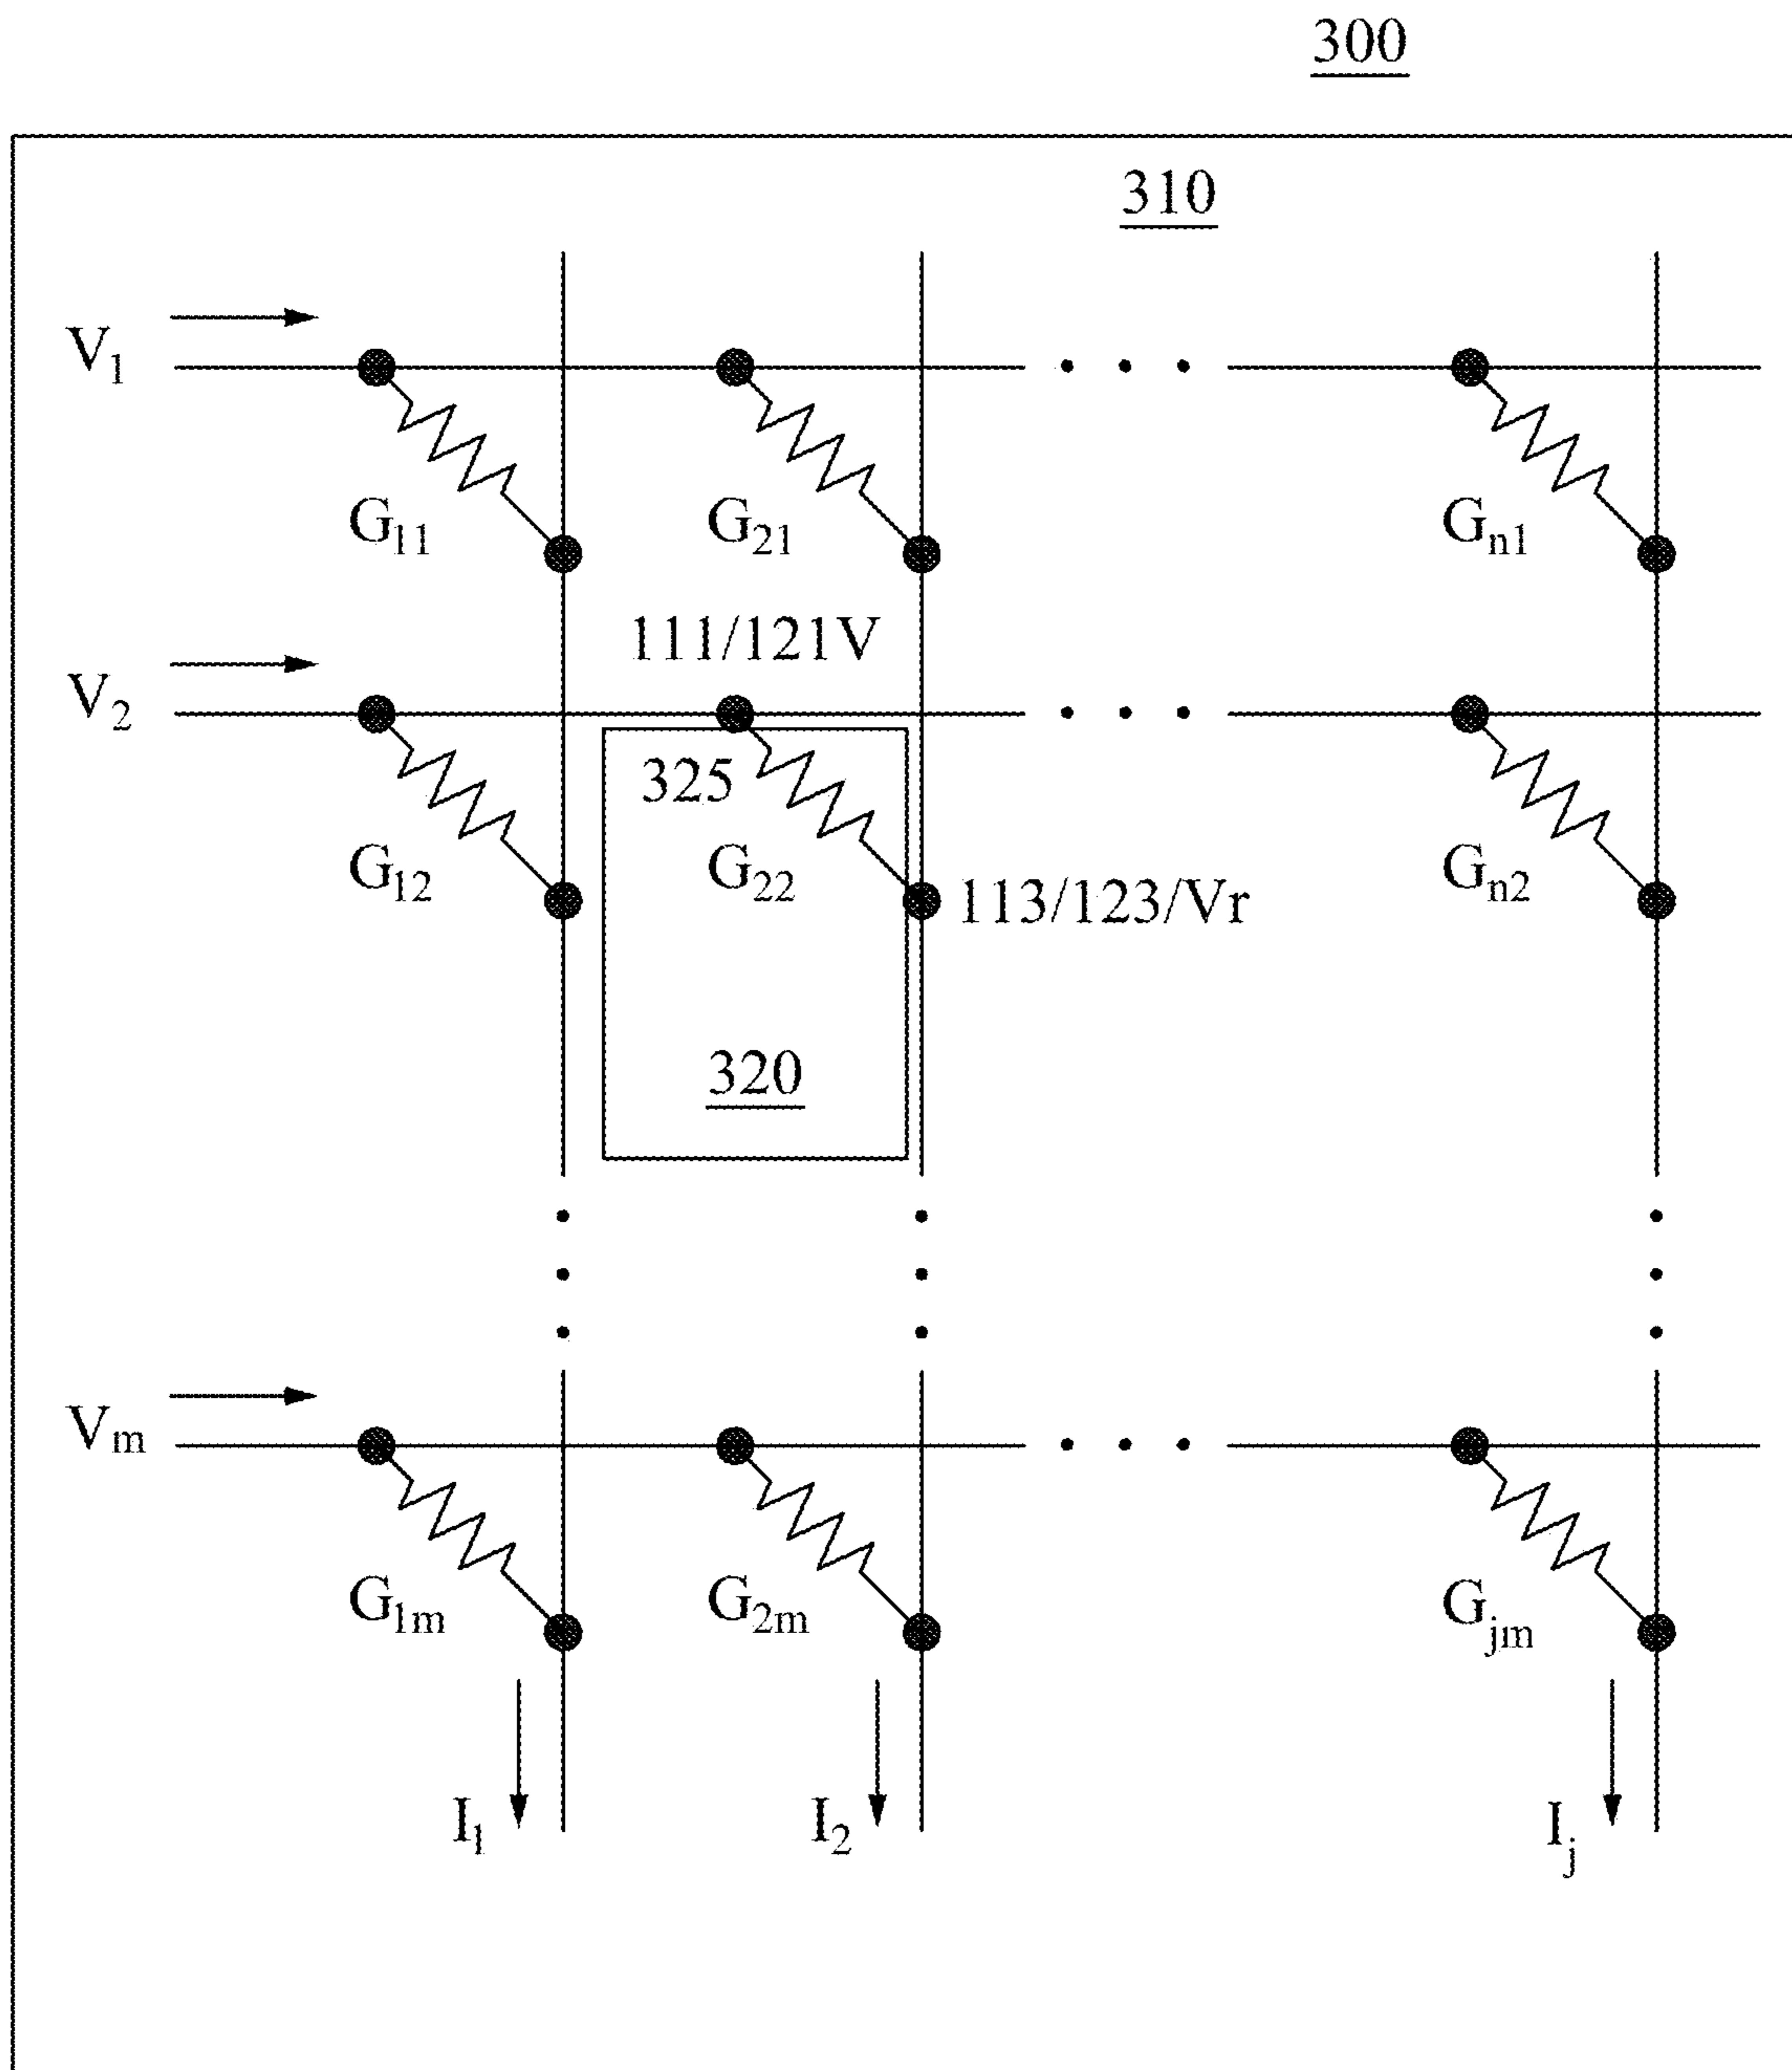 300
310
V₁
G₁₁ G₂₁ Gₙ₁
111/121V
V₂
325
G₁₂ G₂₂ 113/123/Vr Gₙ₂
320
Vₘ
G₁ₘ G₂ₘ Gⱼₘ
I₁ I₂ Iⱼ